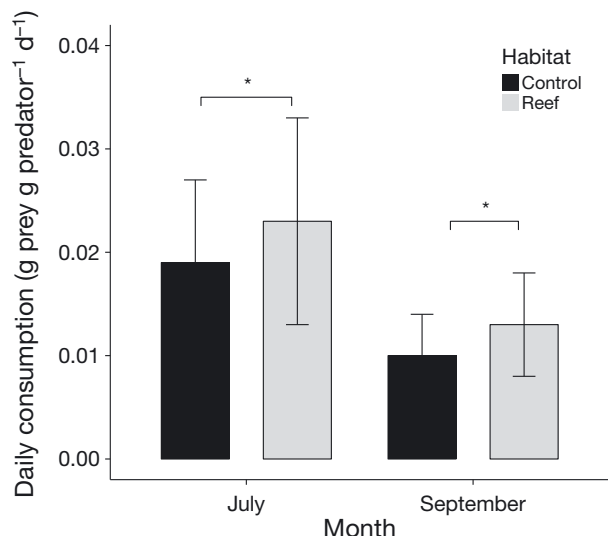 Daily consumption (g prey g predator⁻¹ d⁻¹)
0.04
0.03
0.02
0.01
0.00
Habitat
Control
Reef
*
*
July
September
Month